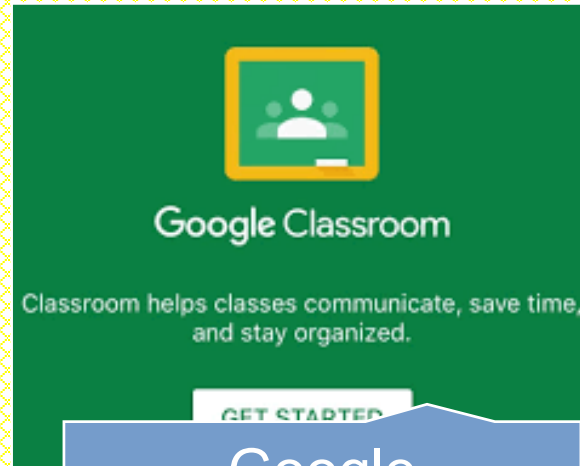 Google Classroom
Classroom helps classes communicate, save time,
and stay organized.
GET STARTED
Google